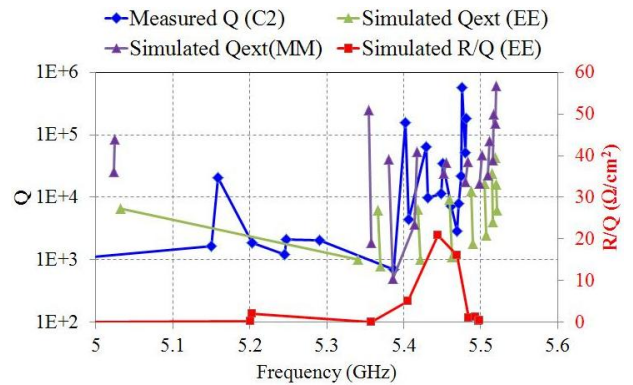 Measured Q (C2) Simulated Qext (EE)
Simulated Qext(MM) Simulated R/Q (EE)
1E+6 60
50
1E+5 40
1E+4 30
20
1E+3 10
1E+2 0
Q
R/Q (Ω/cm²)
5 5.1 5.2 5.3 5.4 5.5 5.6
Frequency (GHz)